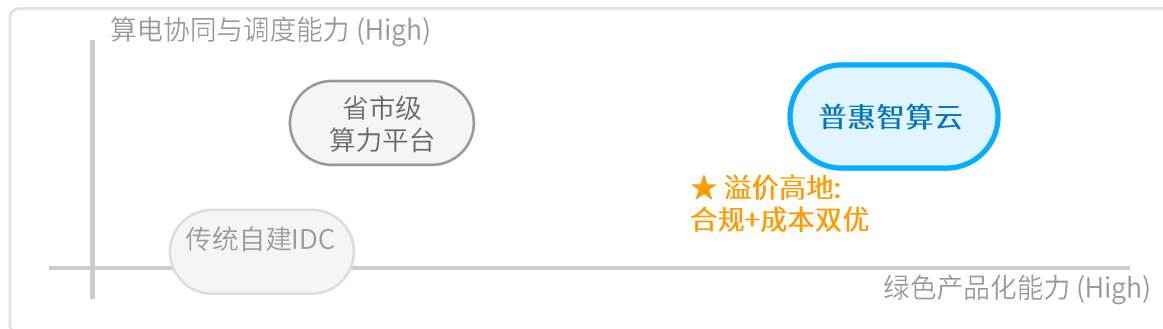 算电协同与调度能力 (High)
省市级
算力平台
普惠智算云
★ 溢价高地:
合规+成本双优
传统自建IDC
绿色产品化能力 (High)